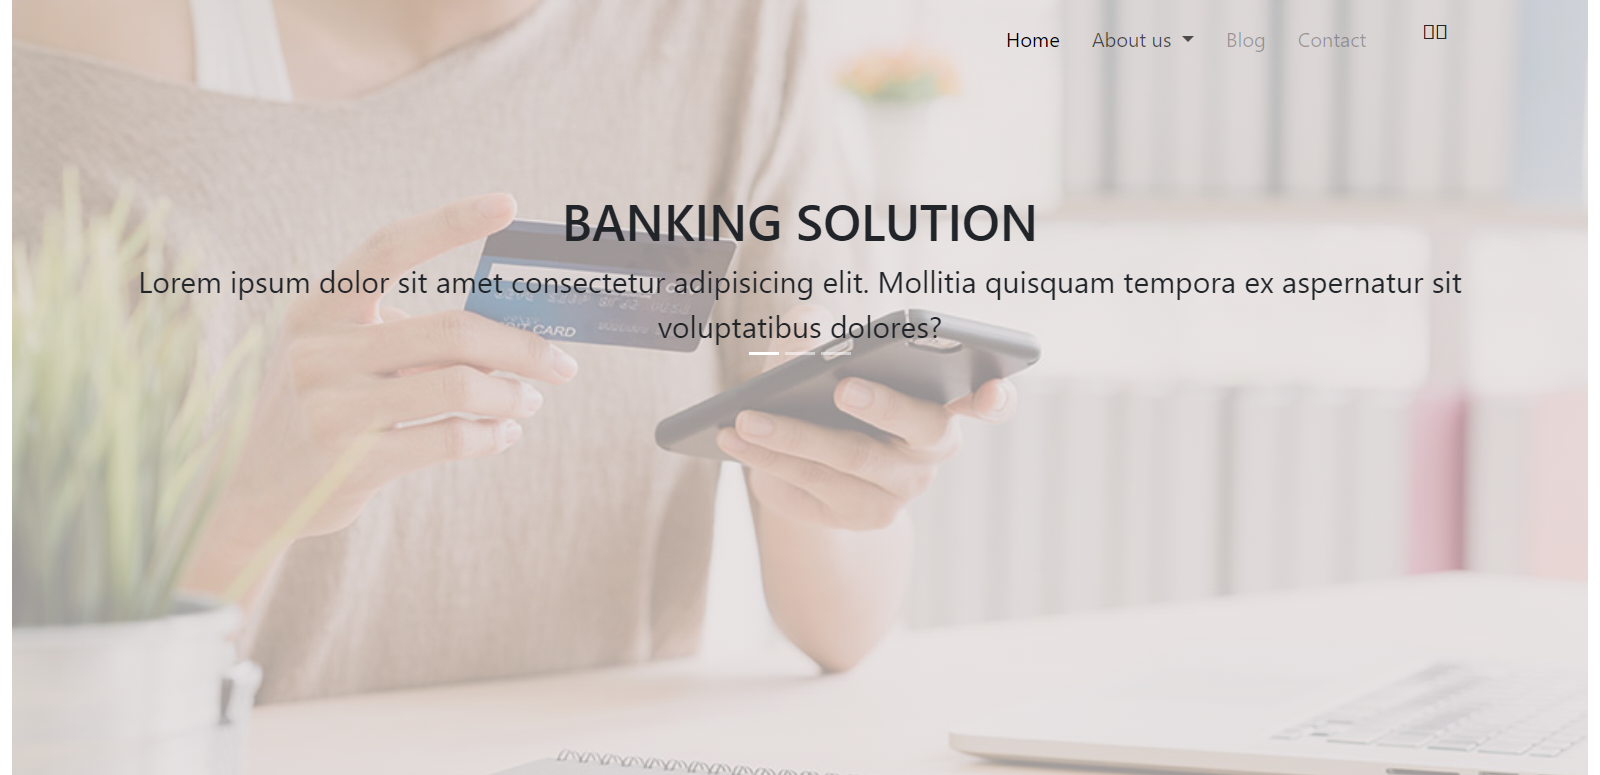 Home About us Blog Contact
BANKING SOLUTION
Lorem ipsum dolor sit amet consectetur adipisicing elit. Mollitia quisquam tempora ex aspernatur sit
voluptatibus dolores?
CARD